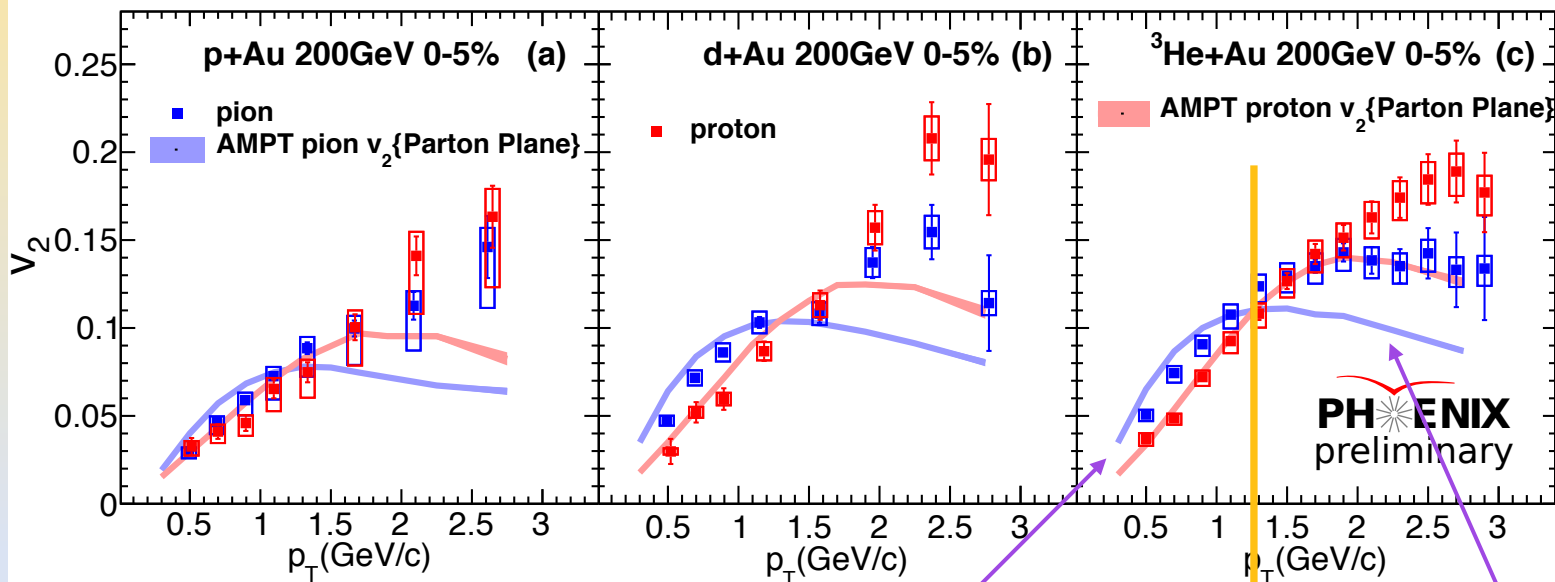 p+Au 200GeV 0-5% (a)
pion
AMPT pion v₂{Parton Plane}
d+Au 200GeV 0-5% (b)
proton
³He+Au 200GeV 0-5% (c)
AMPT proton v₂{Parton Plane}
PHENIX
preliminary
v₂
0.25
0.2
0.15
0.1
0.05
0
0.5 1 1.5 2 2.5 3
0.5 1 1.5 2 2.5 3
0.5 1 1.5 2 2.5 3
p_T(GeV/c)
p_T(GeV/c)
p_T(GeV/c)